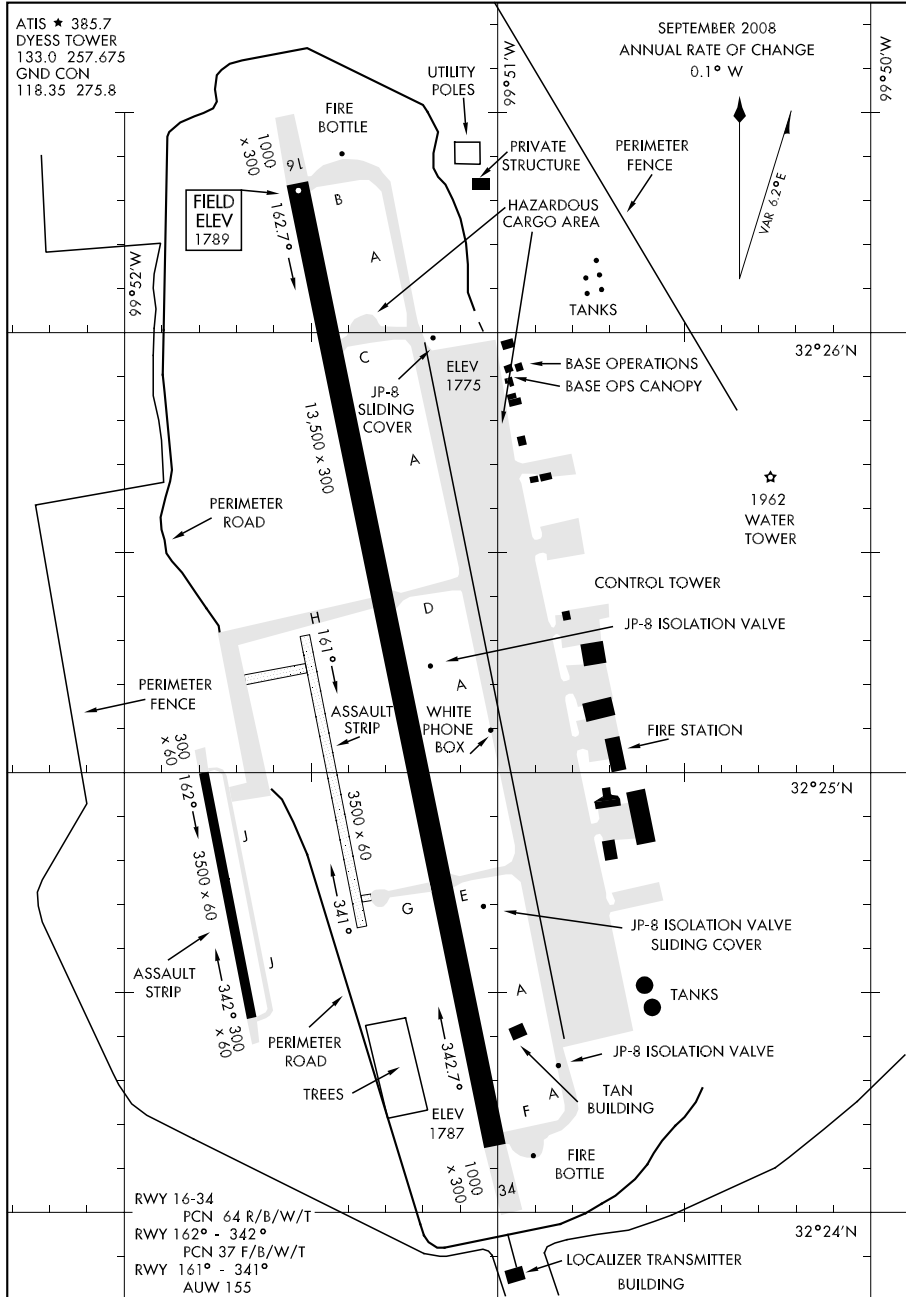 ATIS ★ 385.7
DYESS TOWER
133.0 257.675
GND CON
118.35 275.8
SEPTEMBER 2008
ANNUAL RATE OF CHANGE
0.1° W
99°51'W
99°50'W
UTILITY
POLES
FIRE
BOTTLE
1000
x 300
16
PRIVATE
STRUCTURE
PERIMETER
FENCE
VAR 6.2°E
FIELD
ELEV
1789
162.7°
B
HAZARDOUS
CARGO AREA
99°52'W
A
TANKS
32°26'N
C
ELEV
1775
BASE OPERATIONS
BASE OPS CANOPY
JP-8
SLIDING
COVER
13,500 x 300
A
1962
WATER
TOWER
PERIMETER
ROAD
CONTROL TOWER
H
D
JP-8 ISOLATION VALVE
161°
PERIMETER
FENCE
A
ASSAULT
STRIP
WHITE
PHONE
BOX
FIRE STATION
300
x 60
162°
32°25'N
J
3500 x 60
3500 x 60
G
E
341°
JP-8 ISOLATION VALVE
SLIDING COVER
ASSAULT
STRIP
J
342°
300
x 60
A
TANKS
PERIMETER
ROAD
342.7°
JP-8 ISOLATION VALVE
TREES
A
TAN
BUILDING
ELEV
1787
F
FIRE
BOTTLE
1000
x 300
34
RWY 16-34
PCN 64 R/B/W/T
RWY 162° - 342°
PCN 37 F/B/W/T
RWY 161° - 341°
AUW 155
32°24'N
LOCALIZER TRANSMITTER
BUILDING